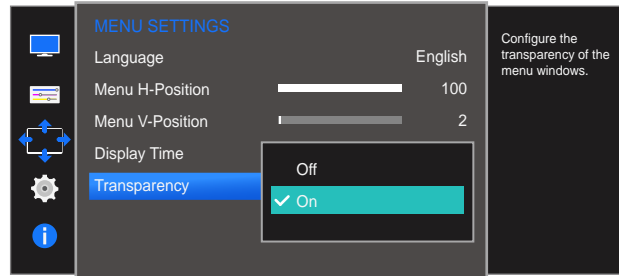 MENU SETTINGS
Language English
Menu H-Position 100
Menu V-Position 2
Display Time
Transparency
Off
On
Configure the
transparency of the
menu windows.